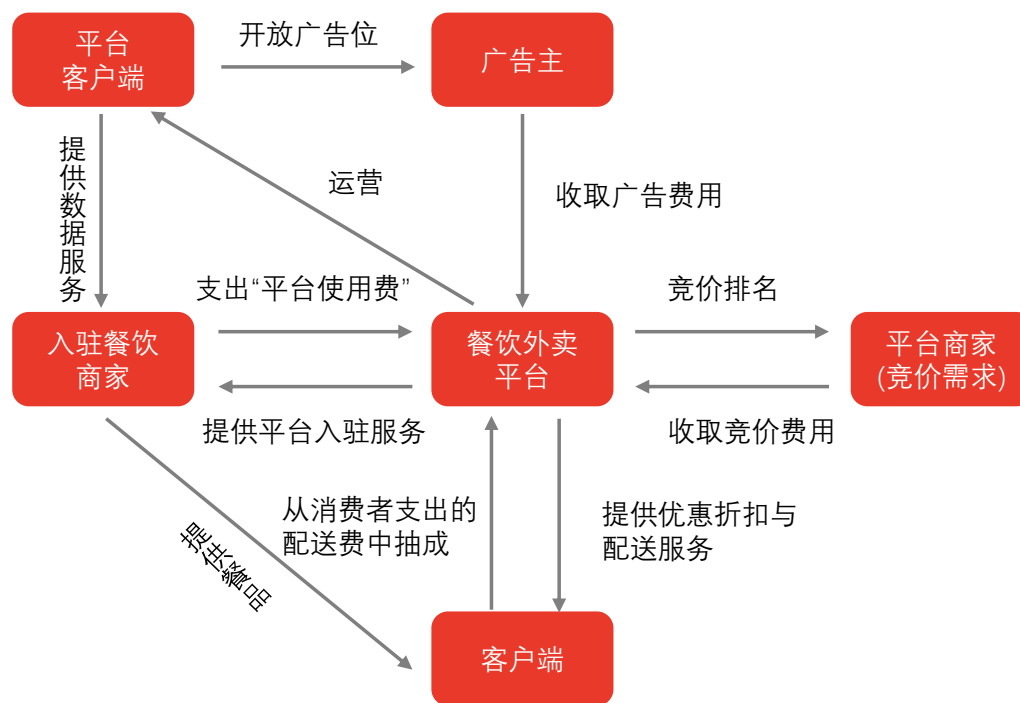 平台
客户端
开放广告位
广告主
提供数据服务
运营
收取广告费用
支出“平台使用费”
竞价排名
入驻餐饮
商家
餐饮外卖
平台
平台商家
(竞价需求)
提供平台入驻服务
收取竞价费用
从消费者支出的
配送费中抽成
提供优惠折扣与
配送服务
提供餐品
客户端